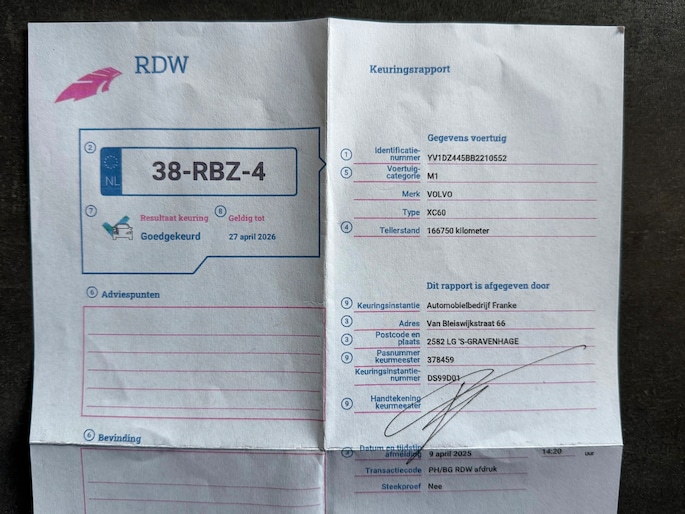 RDW
Keuringsrapport
2
NL
38-RBZ-4
7 Resultaat keuring
Goedgekeurd
8 Geldig tot
27 april 2026
6 Adviespunten
6 Bevinding
Gegevens voertuig
1 Identificatie-
nummer YV1DZ445BB2210552
5 Voertuig-
categorie M1
Merk VOLVO
Type XC60
4 Tellerstand 166750 kilometer
Dit rapport is afgegeven door
9 Keuringsinstantie Automobielbedrijf Franke
3 Adres Van Bleiswijkstraat 66
3 Postcode en
plaats 2582 LG 'S-GRAVENHAGE
9 Pasnummer
keurmeester 378459
Keuringsinstantie-
nummer DS99D01
9 Handtekening
keurmeester
Datum en tijdstip
afmelding 9 april 2025 14:20 uur
Transactiecode PH/BG RDW afdruk
Steekproef Nee